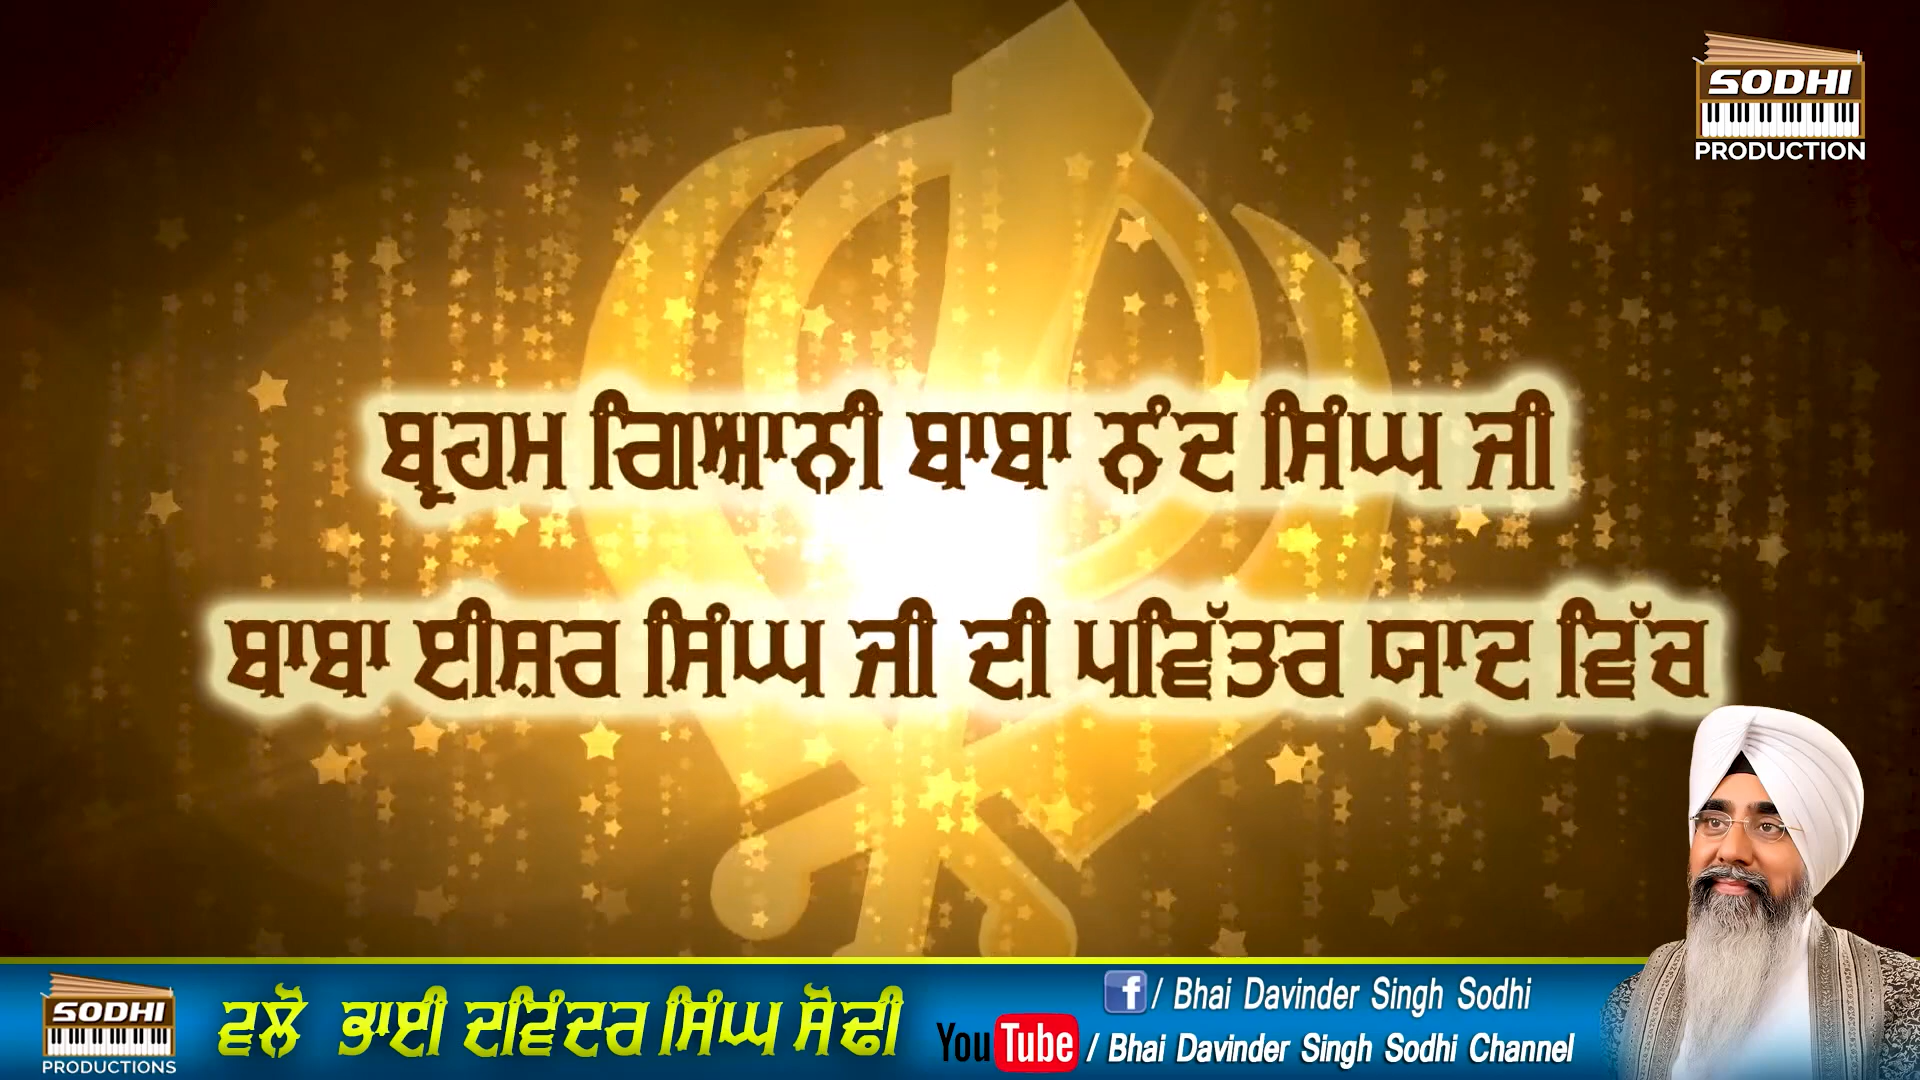 SODHI
PRODUCTION
ਬ੍ਰਹਮ ਗਿਆਨੀ ਬਾਬਾ ਨੰਦ ਸਿੰਘ ਜੀ
ਬਾਬਾ ਈਸ਼ਰ ਸਿੰਘ ਜੀ ਦੀ ਪਵਿੱਤਰ ਯਾਦ ਵਿੱਚ
SODHI
PRODUCTIONS
ਵਲੋ ਭਾਈ ਦਵਿੰਦਰ ਸਿੰਘ ਸੋਢੀ
f / Bhai Davinder Singh Sodhi
YouTube / Bhai Davinder Singh Sodhi Channel